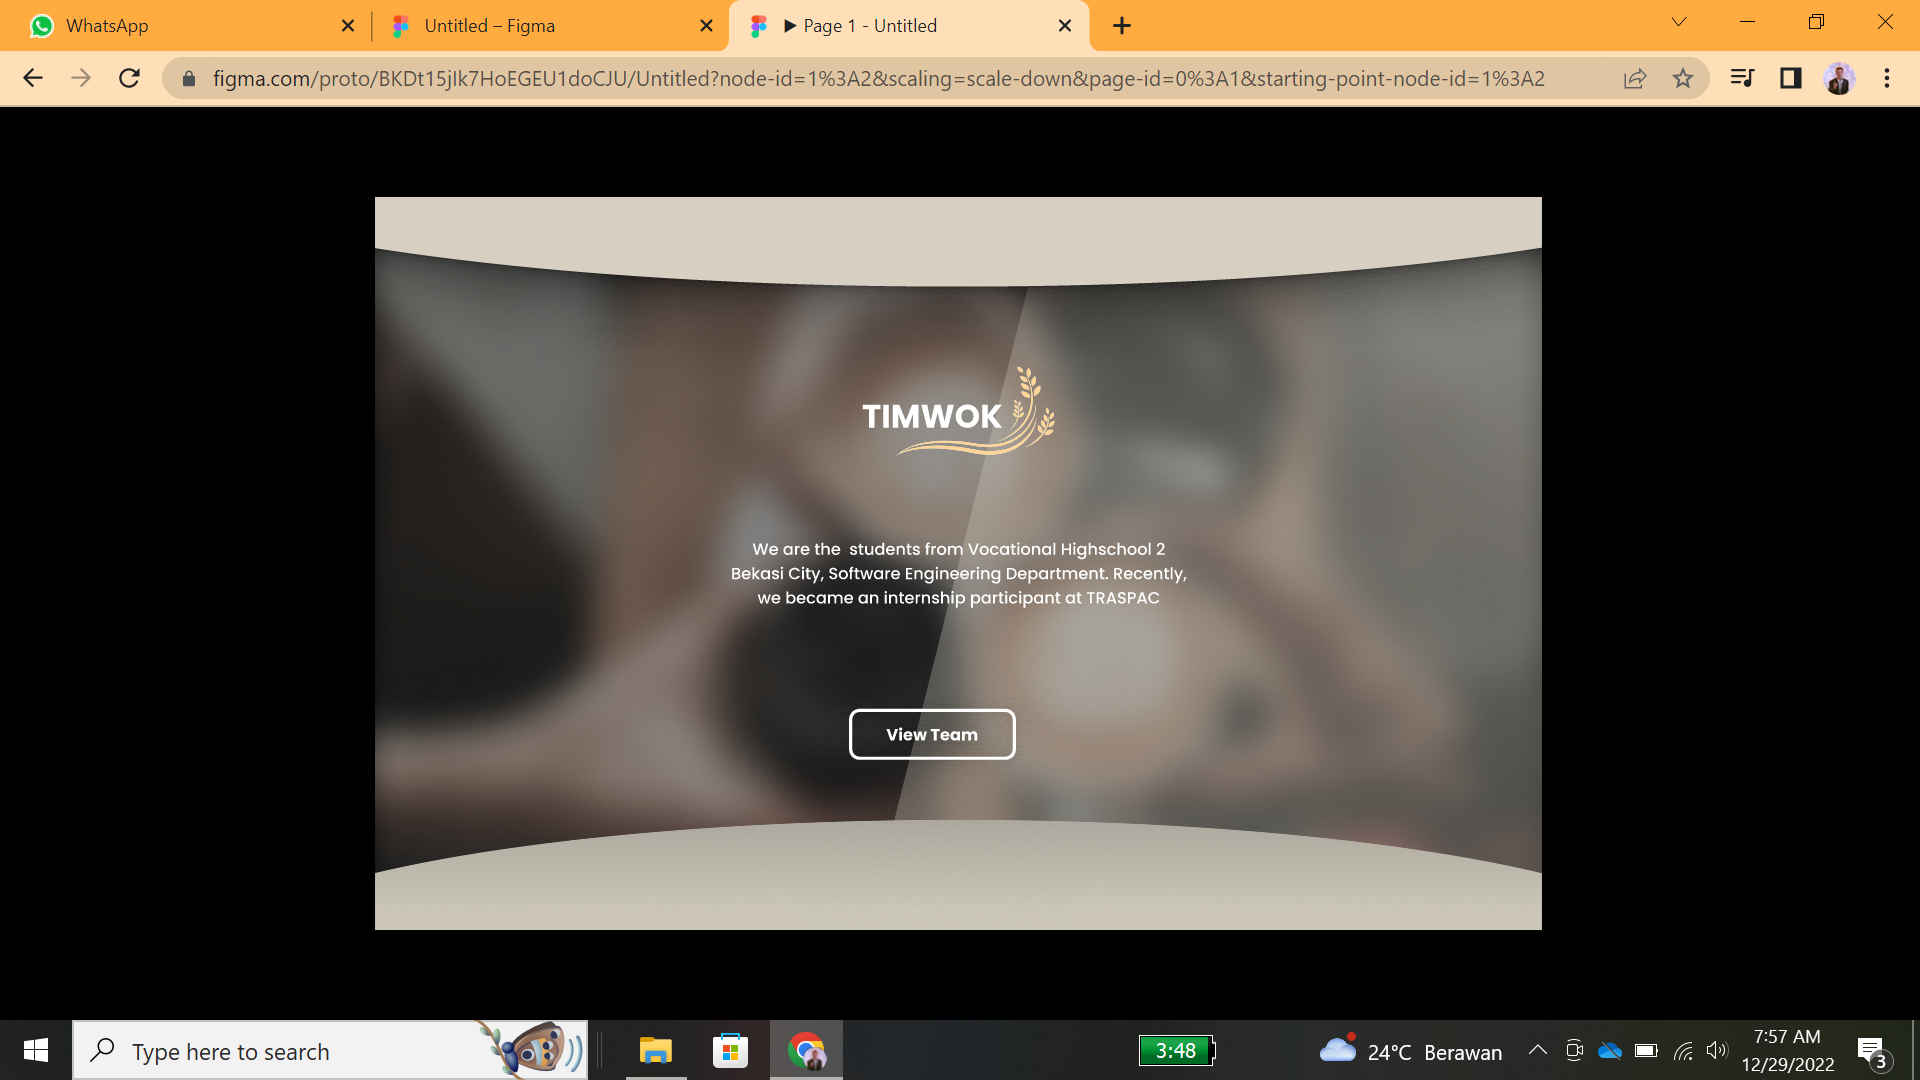 WhatsApp
Untitled – Figma
▶ Page 1 - Untitled
figma.com/proto/BKDt15jIk7HoEGEU1doCJU/Untitled?node-id=1%3A2&scaling=scale-down&page-id=0%3A1&starting-point-node-id=1%3A2
TIMWOK
We are the  students from Vocational Highschool 2
Bekasi City, Software Engineering Department. Recently,
we became an internship participant at TRASPAC
View Team
Type here to search
3:48
24°C Berawan
7:57 AM
12/29/2022
3